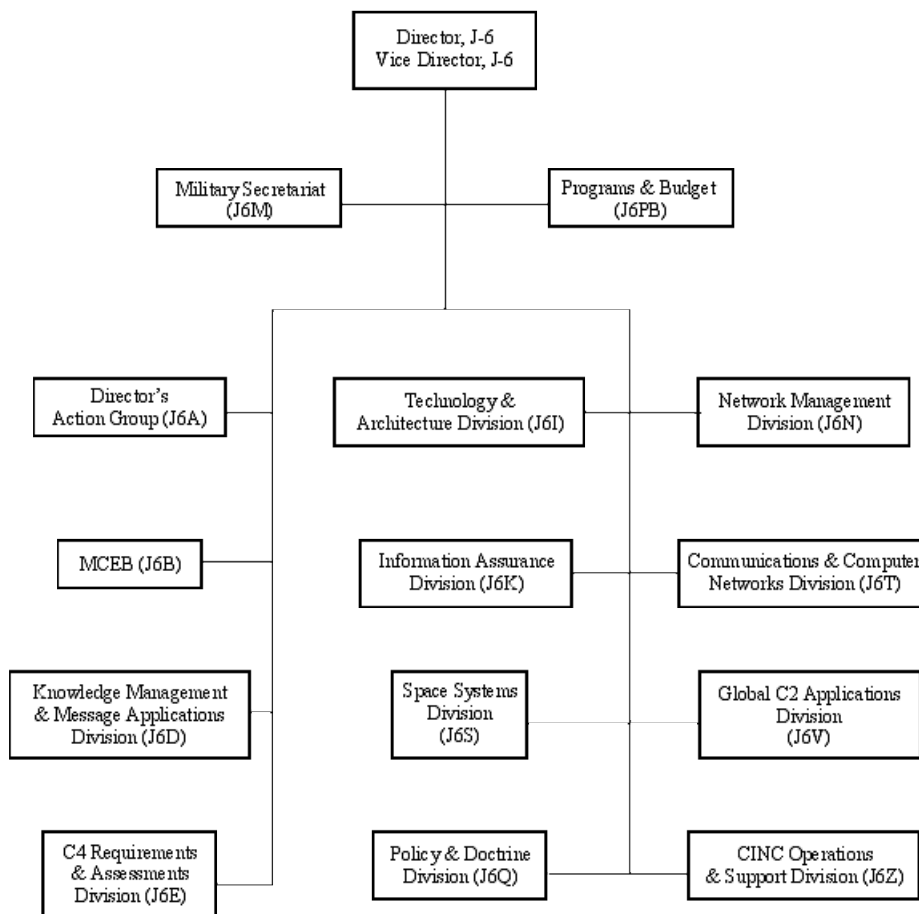 Director, J-6
Vice Director, J-6
Military Secretariat
(J6M)
Programs & Budget
(J6PB)
Director's
Action Group (J6A)
Technology &
Architecture Division (J6I)
Network Management
Division (J6N)
MCEB (J6B)
Information Assurance
Division (J6K)
Communications & Computer
Networks Division (J6T)
Knowledge Management
& Message Applications
Division (J6D)
Space Systems
Division
(J6S)
Global C2 Applications
Division
(J6V)
C4 Requirements
& Assessments
Division (J6E)
Policy & Doctrine
Division (J6Q)
CINC Operations
& Support Division (J6Z)